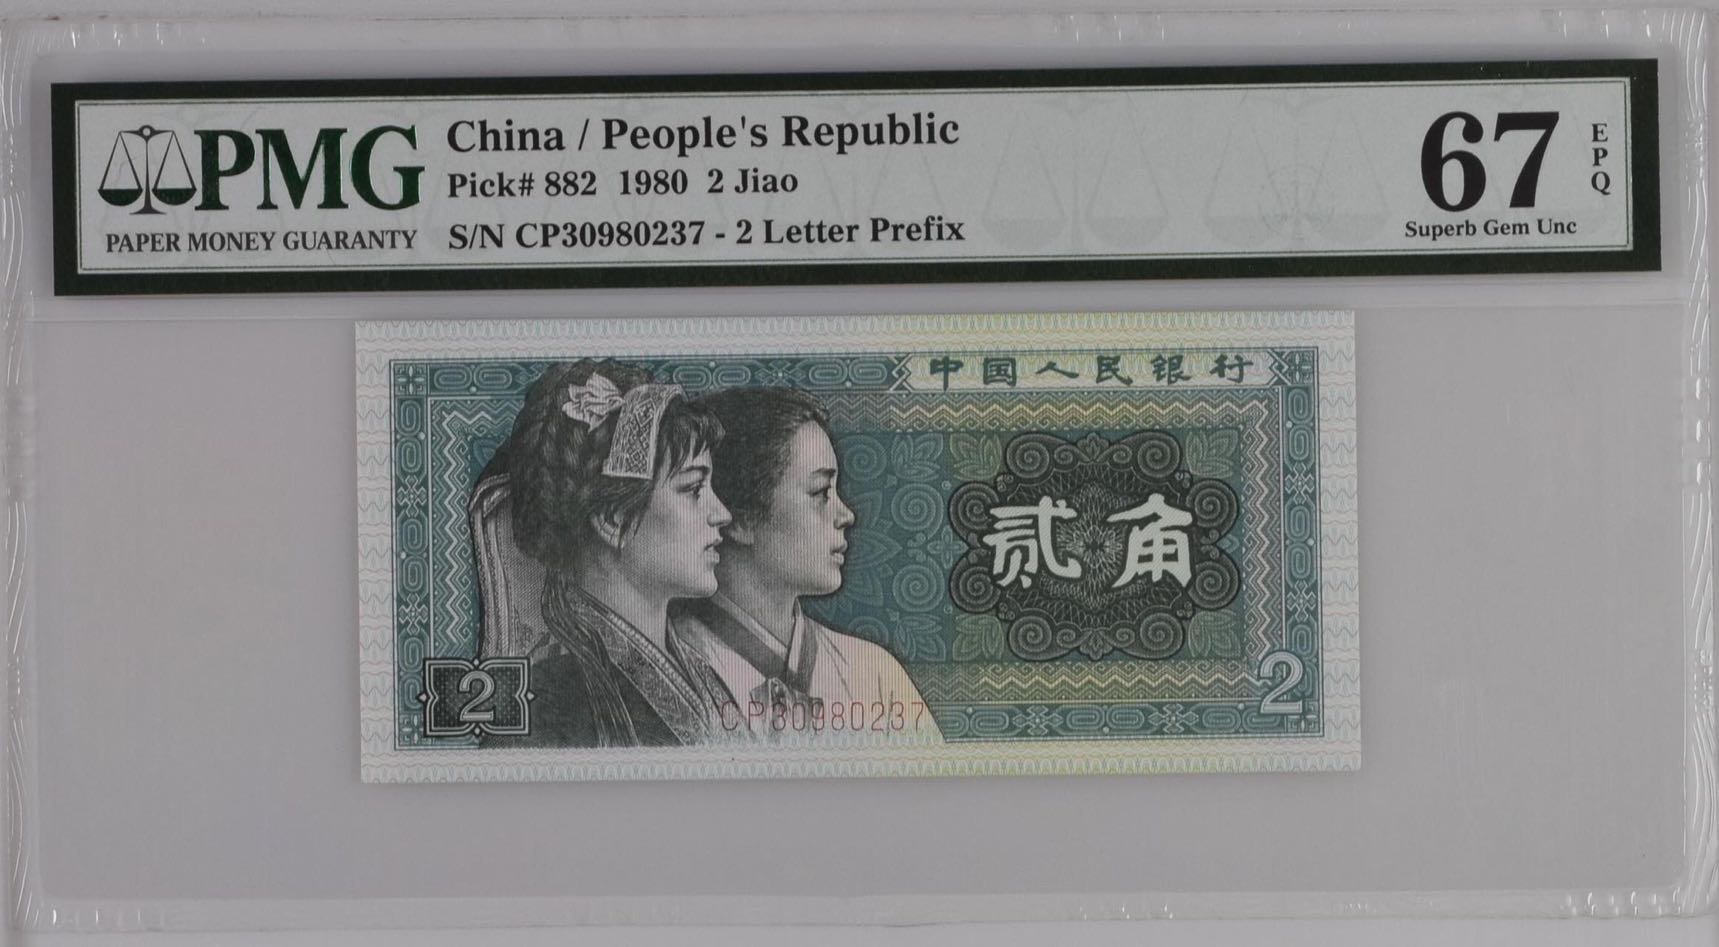 PMG
PAPER MONEY GUARANTY
China / People's Republic
Pick# 882 1980 2 Jiao
S/N CP30980237 - 2 Letter Prefix
67
EPQ
Superb Gem Unc
中国人民银行
贰角
2
2
CP30980237